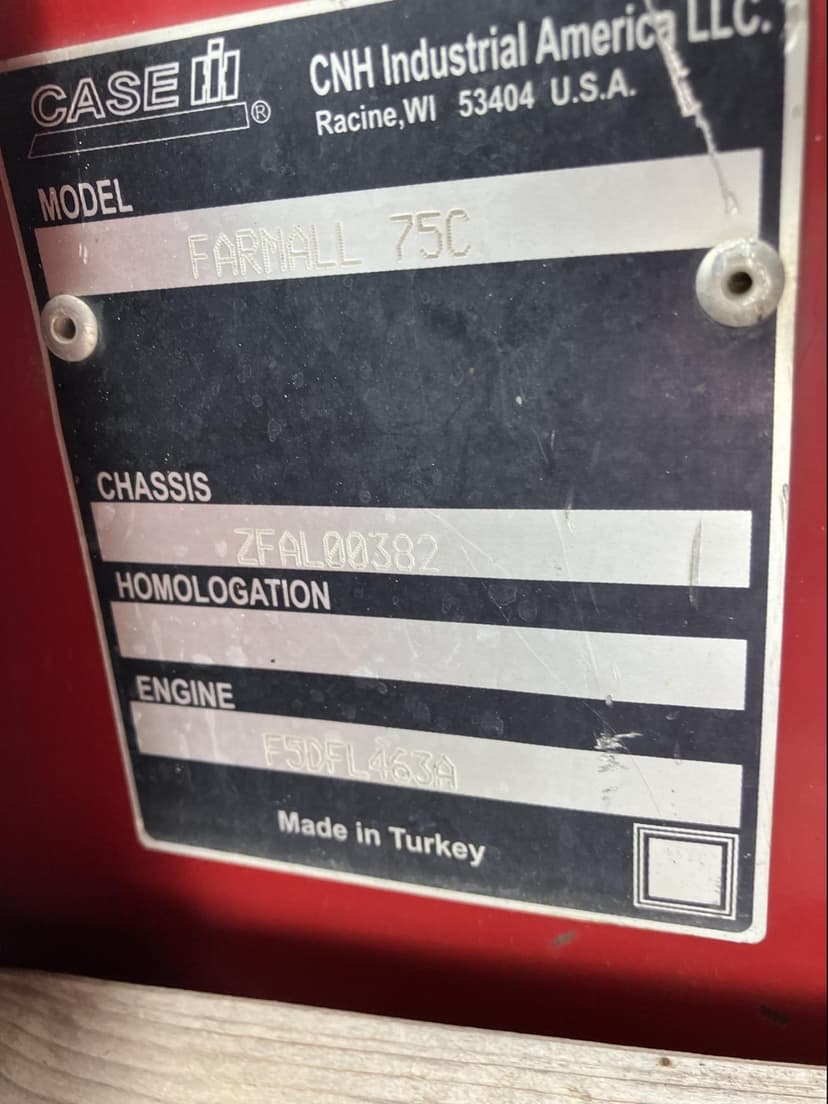 CASE IH ®
CNH Industrial America LLC.
Racine,WI 53404 U.S.A.
MODEL
FARMALL 75C
CHASSIS
ZFAL00382
HOMOLOGATION
ENGINE
F5DFL463A
Made in Turkey